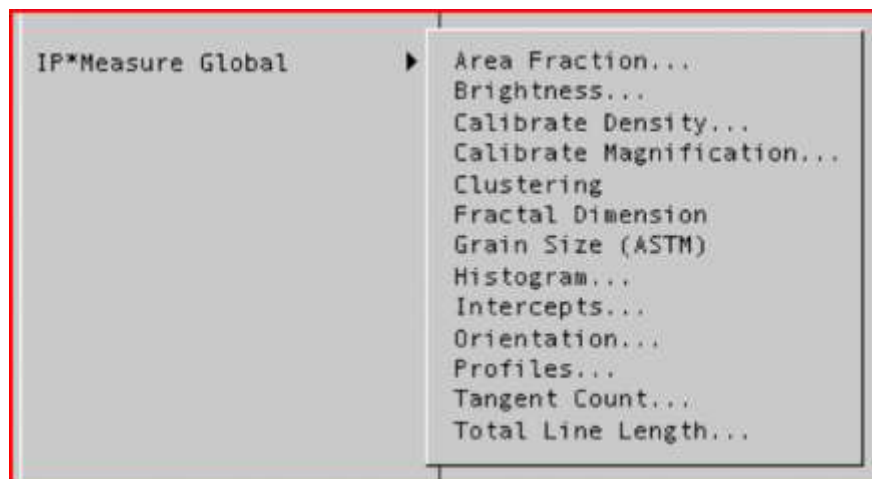 IP*Measure Global
Area Fraction...
Brightness...
Calibrate Density...
Calibrate Magnification...
Clustering
Fractal Dimension
Grain Size (ASTM)
Histogram...
Intercepts...
Orientation...
Profiles...
Tangent Count...
Total Line Length...